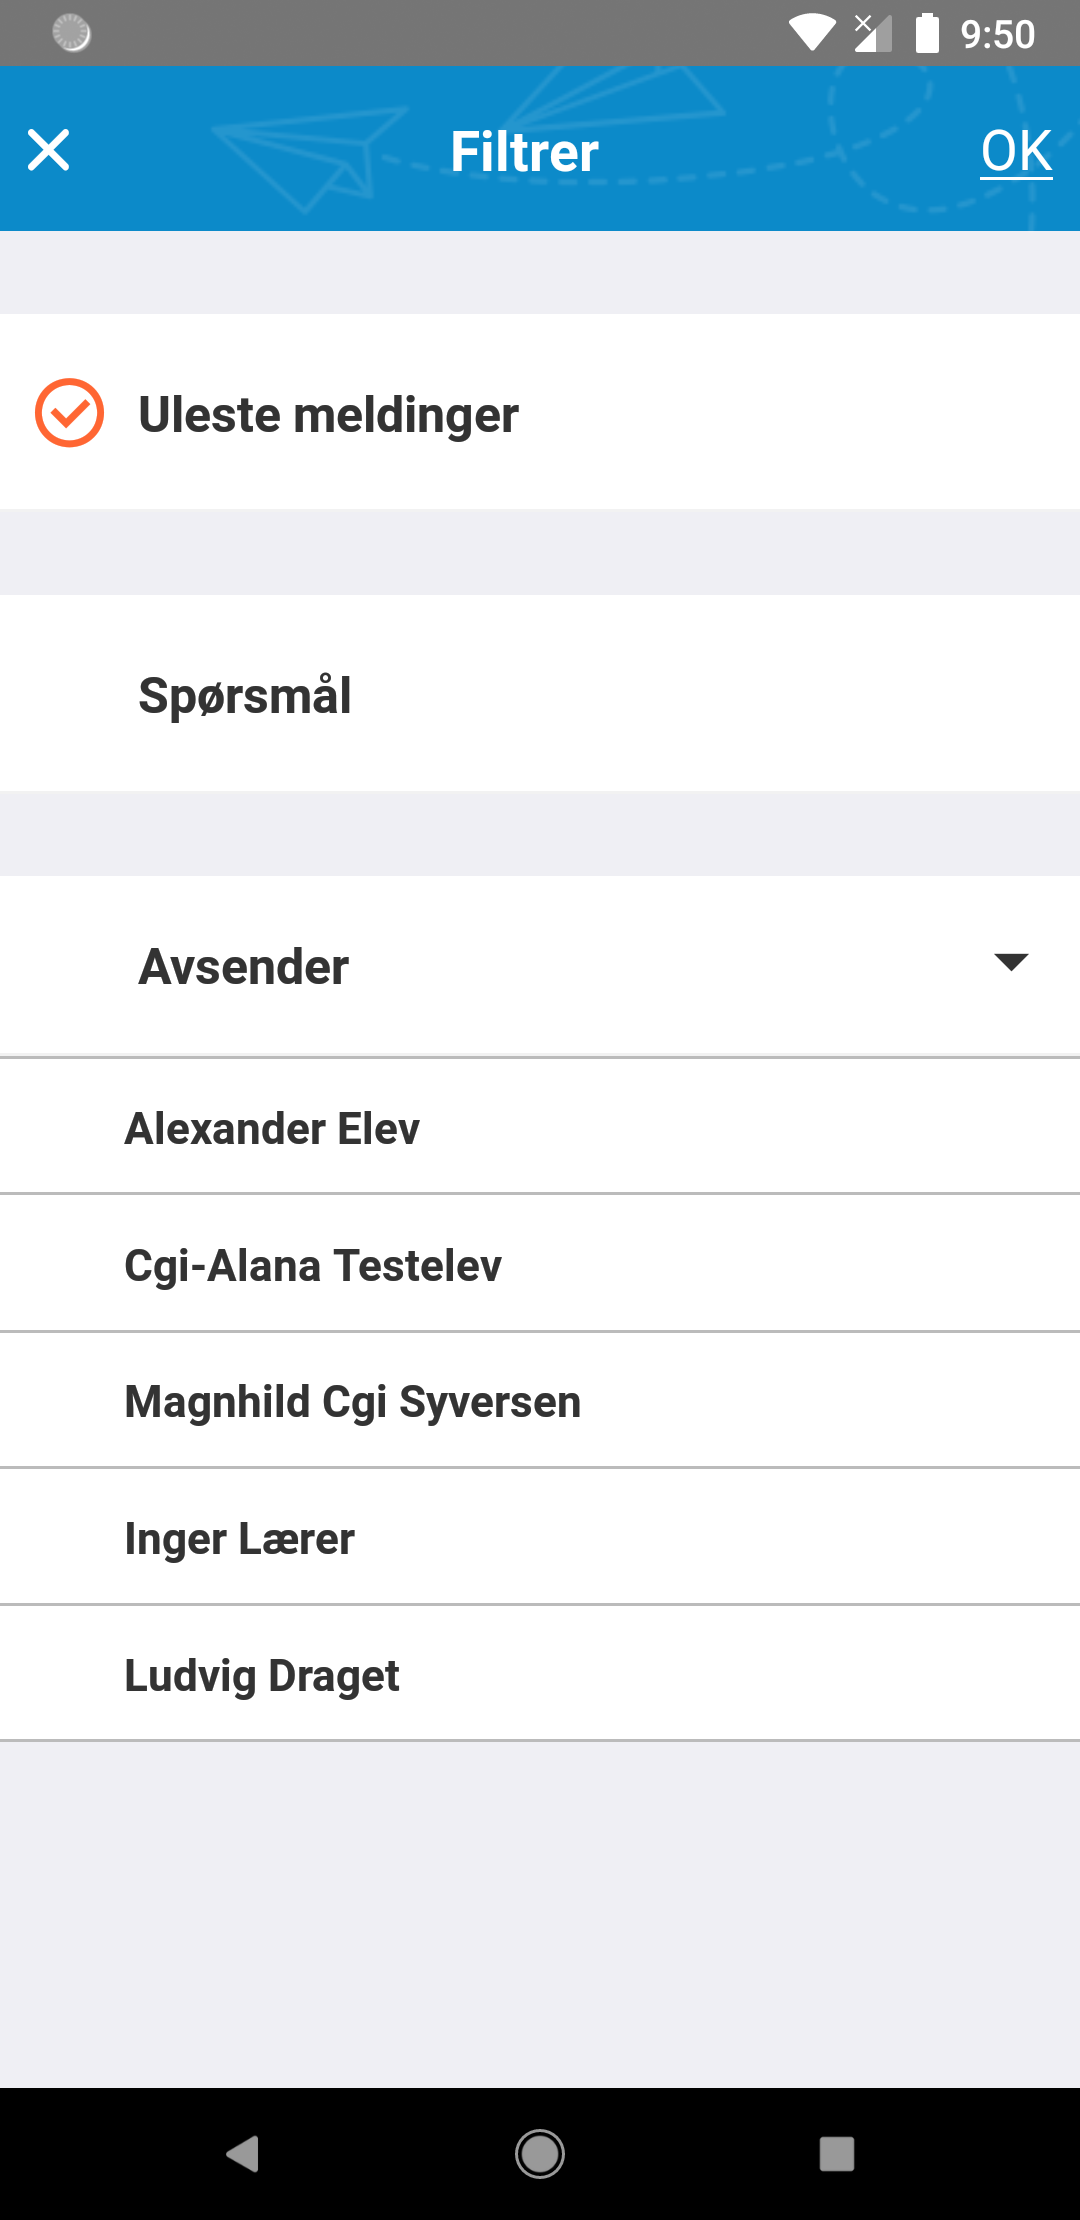 9:50
Filtrer
OK
Uleste meldinger
Spørsmål
Avsender
Alexander Elev
Cgi-Alana Testelev
Magnhild Cgi Syversen
Inger Lærer
Ludvig Draget